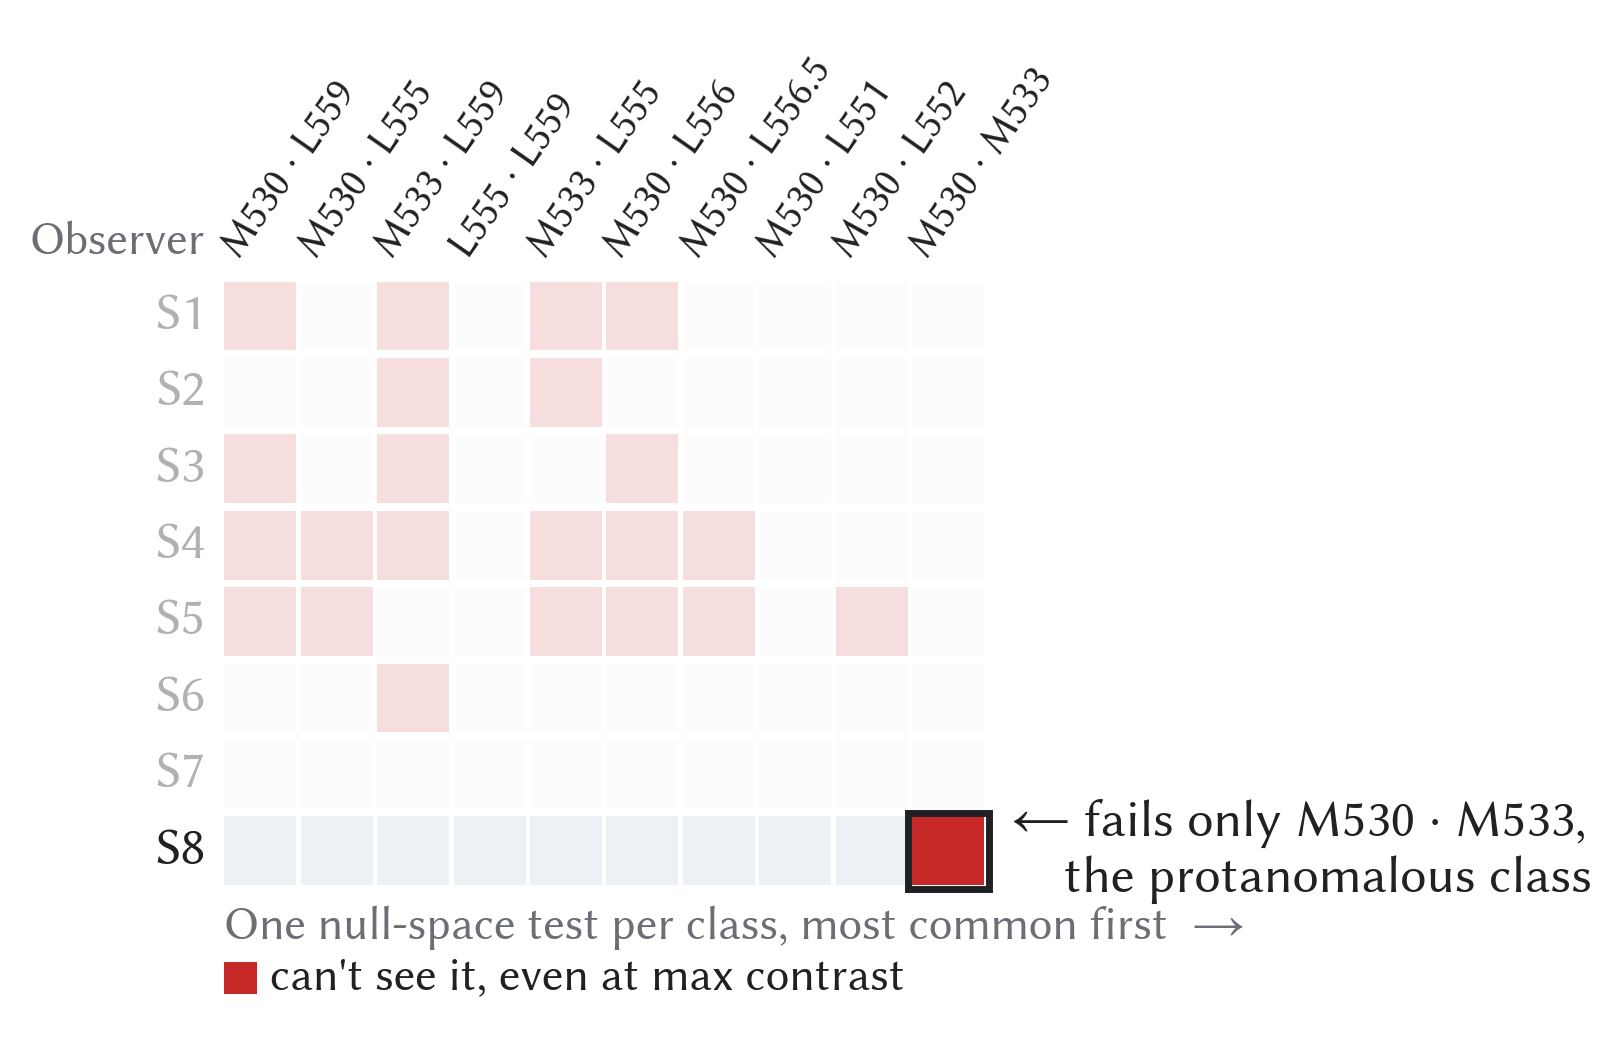 M530 · L559
M530 · L555
M533 · L559
L555 · L559
M533 · L555
M530 · L556
M530 · L556.5
M530 · L551
M530 · L552
M530 · M533
Observer
S1
S2
S3
S4
S5
S6
S7
S8
← fails only M530 · M533,
the protanomalous class
One null-space test per class, most common first →
can't see it, even at max contrast